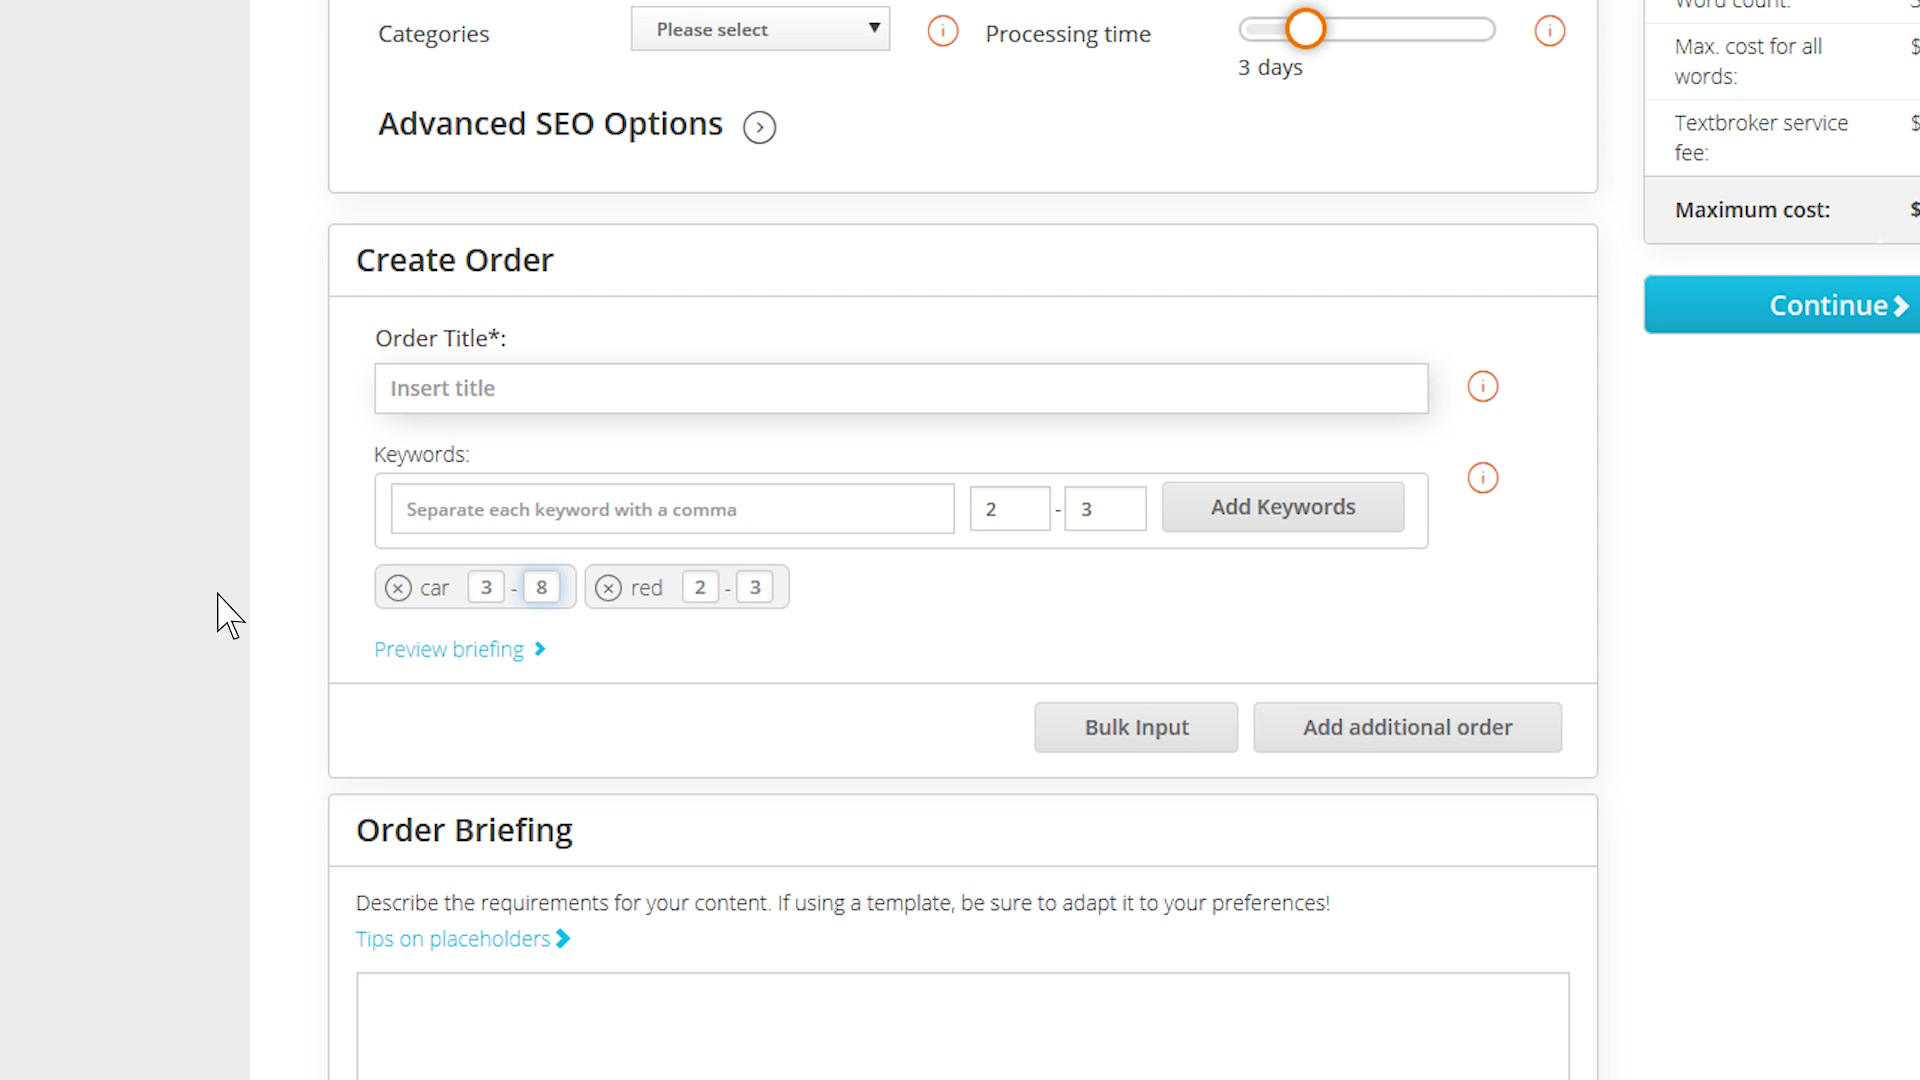 Categories
Please select
Processing time
3 days
Advanced SEO Options
Word count:
Max. cost for all
words:
$
Textbroker service
fee:
$
Maximum cost:
$
Continue
Create Order
Order Title*:
Insert title
Keywords:
Separate each keyword with a comma
2 - 3
Add Keywords
car 3 - 8
red 2 - 3
Preview briefing
Bulk Input
Add additional order
Order Briefing
Describe the requirements for your content. If using a template, be sure to adapt it to your preferences!
Tips on placeholders